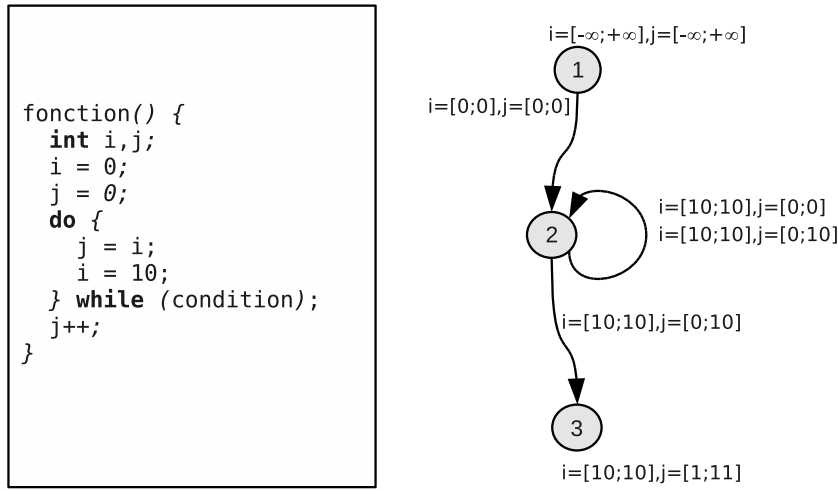 fonction() {
int i,j;
i = 0;
j = 0;
do {
j = i;
i = 10;
} while (condition);
j++;
}
i=[-∞;+∞],j=[-∞;+∞]
1
i=[0;0],j=[0;0]
2
i=[10;10],j=[0;0]
i=[10;10],j=[0;10]
i=[10;10],j=[0;10]
3
i=[10;10],j=[1;11]